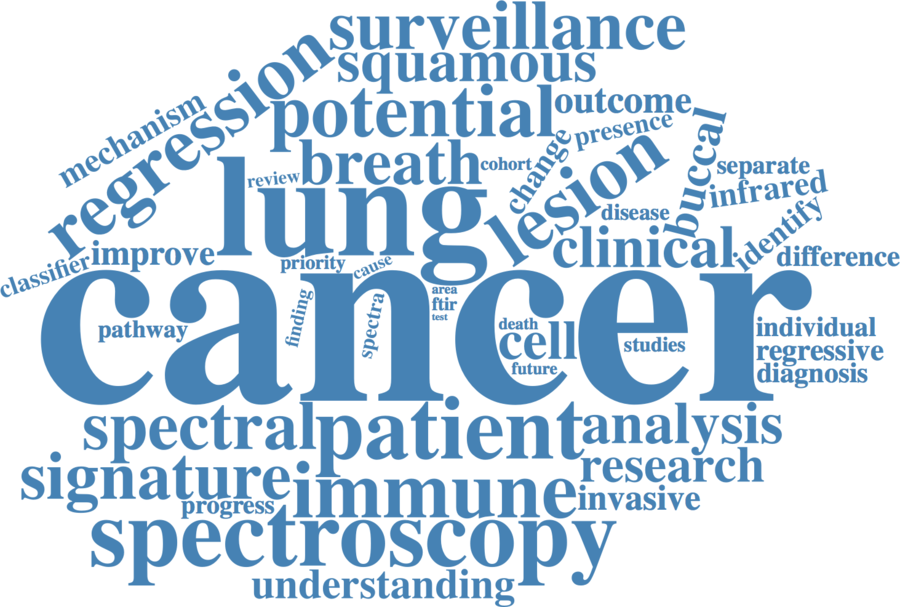 surveillance
squamous
regression
mechanism
potential
outcome
presence
change
breath
cohort
review
lung
lesion
buccal
separate
infrared
disease
identify
clinical
difference
improve
classifier
priority
cause
cancer
area
ftir
test
finding
spectra
pathway
death
cell
future
studies
individual
regressive
diagnosis
spectral
patient
analysis
signature
immune
research
invasive
progress
spectroscopy
understanding